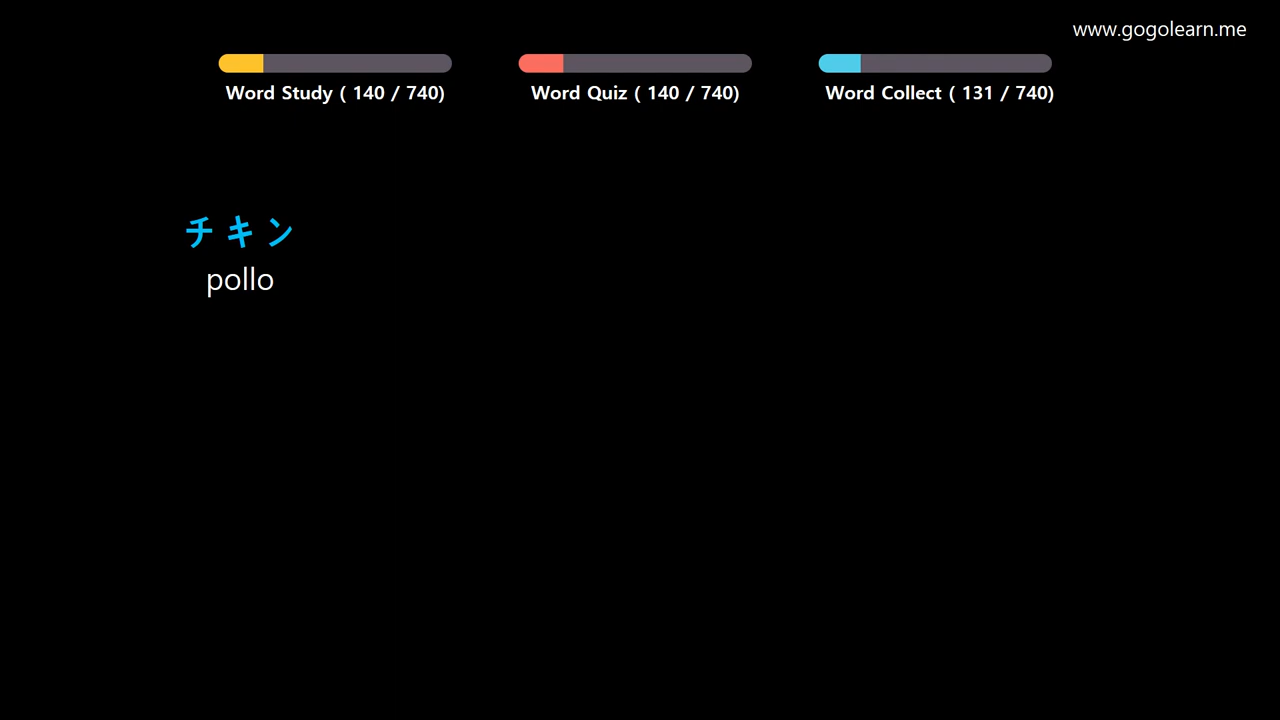 www.gogolearn.me
Word Study ( 140 / 740)
Word Quiz ( 140 / 740)
Word Collect ( 131 / 740)
チキン
pollo